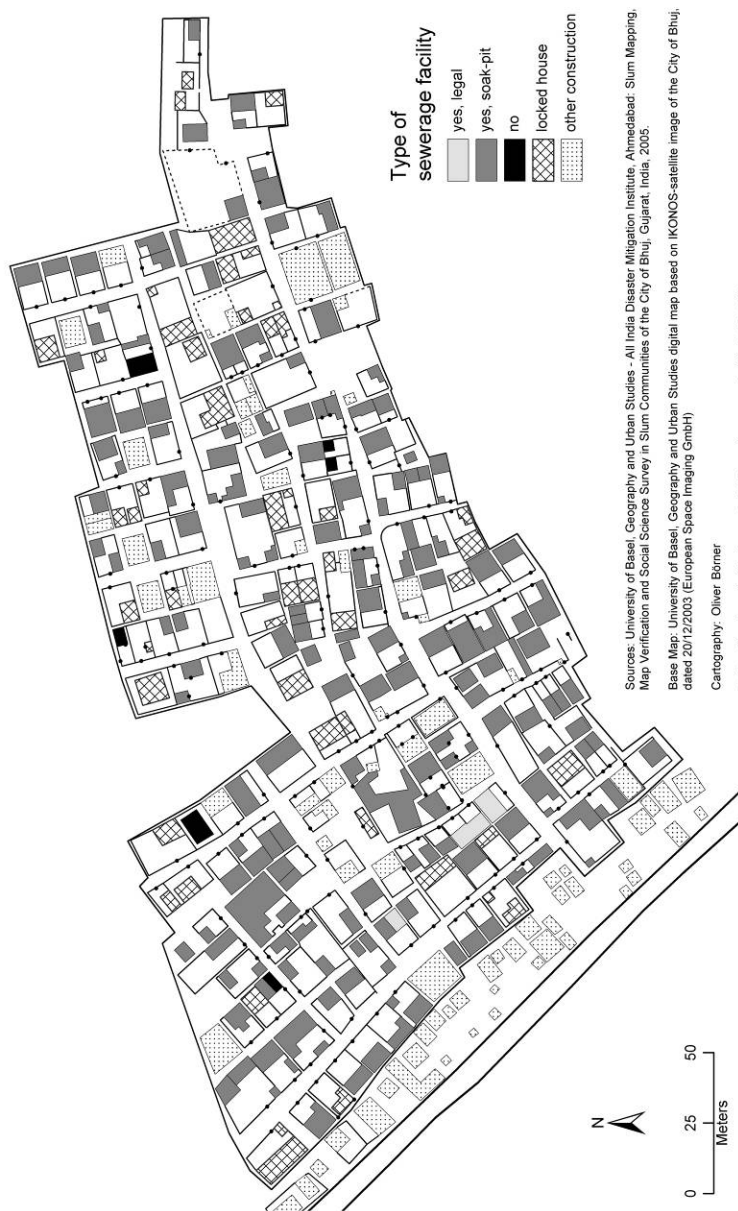 Type of
sewerage facility
yes, legal
yes, soak-pit
no
locked house
other construction
Sources: University of Basel, Geography and Urban Studies - All India Disaster Mitigation Institute, Ahmedabad: Slum Mapping,
Map Verification and Social Science Survey in Slum Communities of the City of Bhuj, Gujarat, India, 2005.
Base Map: University of Basel, Geography and Urban Studies digital map based on IKONOS-satellite image of the City of Bhuj,
dated 20/12/2003 (European Space Imaging GmbH)
Cartography: Oliver Börner
N
0 25 50
Meters